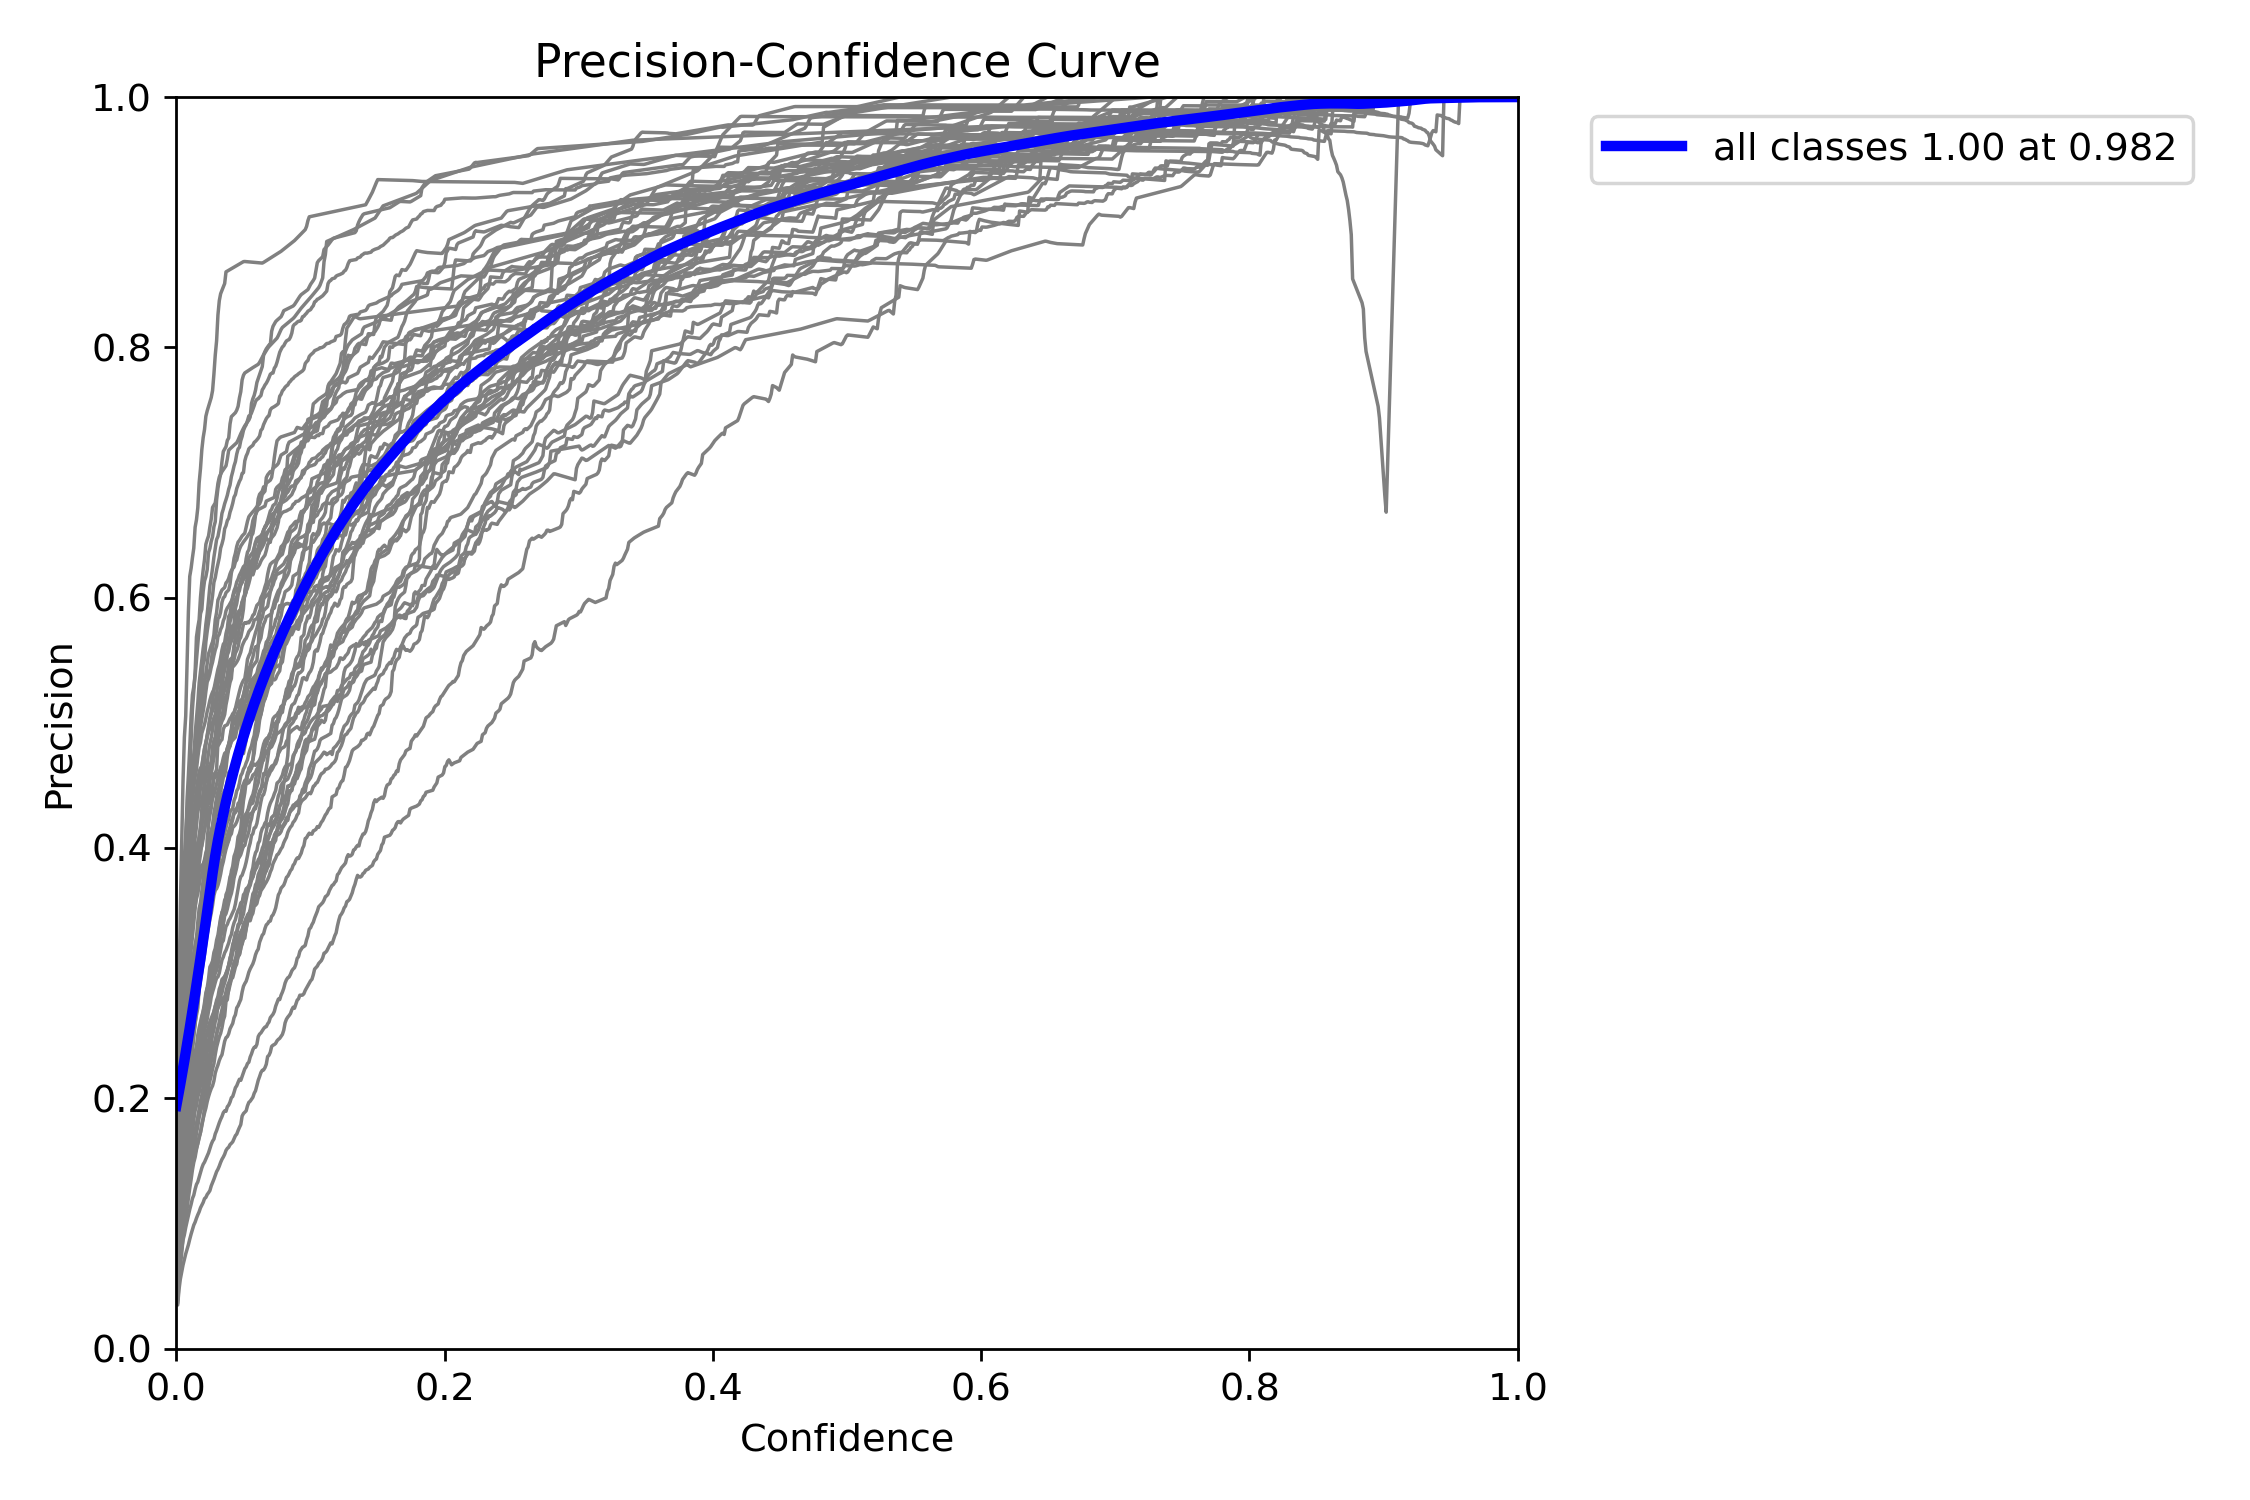 Precision-Confidence Curve
all classes 1.00 at 0.982
1.0
0.8
0.6
0.4
0.2
0.0
Precision
0.0 0.2 0.4 0.6 0.8 1.0
Confidence